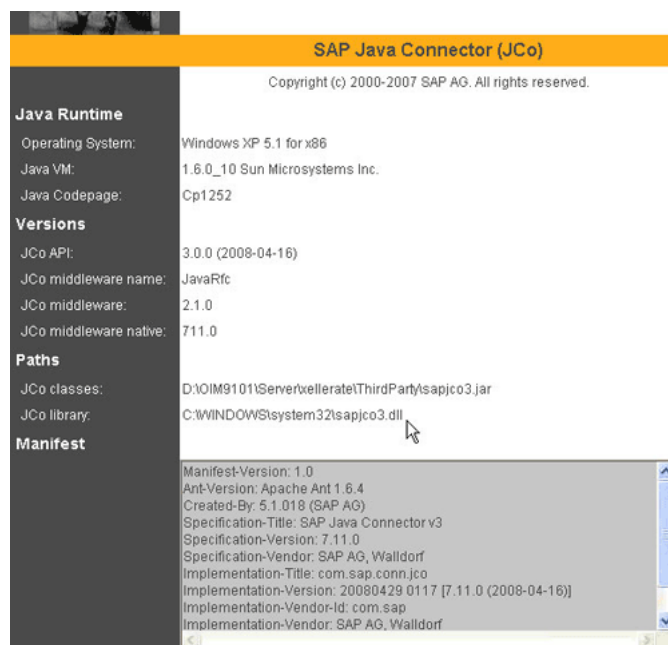 SAP Java Connector (JCo)
Copyright (c) 2000-2007 SAP AG. All rights reserved.
Java Runtime
Operating System: Windows XP 5.1 for x86
Java VM: 1.6.0_10 Sun Microsystems Inc.
Java Codepage: Cp1252
Versions
JCo API: 3.0.0 (2008-04-16)
JCo middleware name: JavaRfc
JCo middleware: 2.1.0
JCo middleware native: 711.0
Paths
JCo classes: D:\OIM9101\Server\xellerate\ThirdParty\sapjco3.jar
JCo library: C:\WINDOWS\system32\sapjco3.dll
Manifest
Manifest-Version: 1.0
Ant-Version: Apache Ant 1.6.4
Created-By: 5.1.018 (SAP AG)
Specification-Title: SAP Java Connector v3
Specification-Version: 7.11.0
Specification-Vendor: SAP AG, Walldorf
Implementation-Title: com.sap.conn.jco
Implementation-Version: 20080429 0117 [7.11.0 (2008-04-16)]
Implementation-Vendor-Id: com.sap
Implementation-Vendor: SAP AG, Walldorf